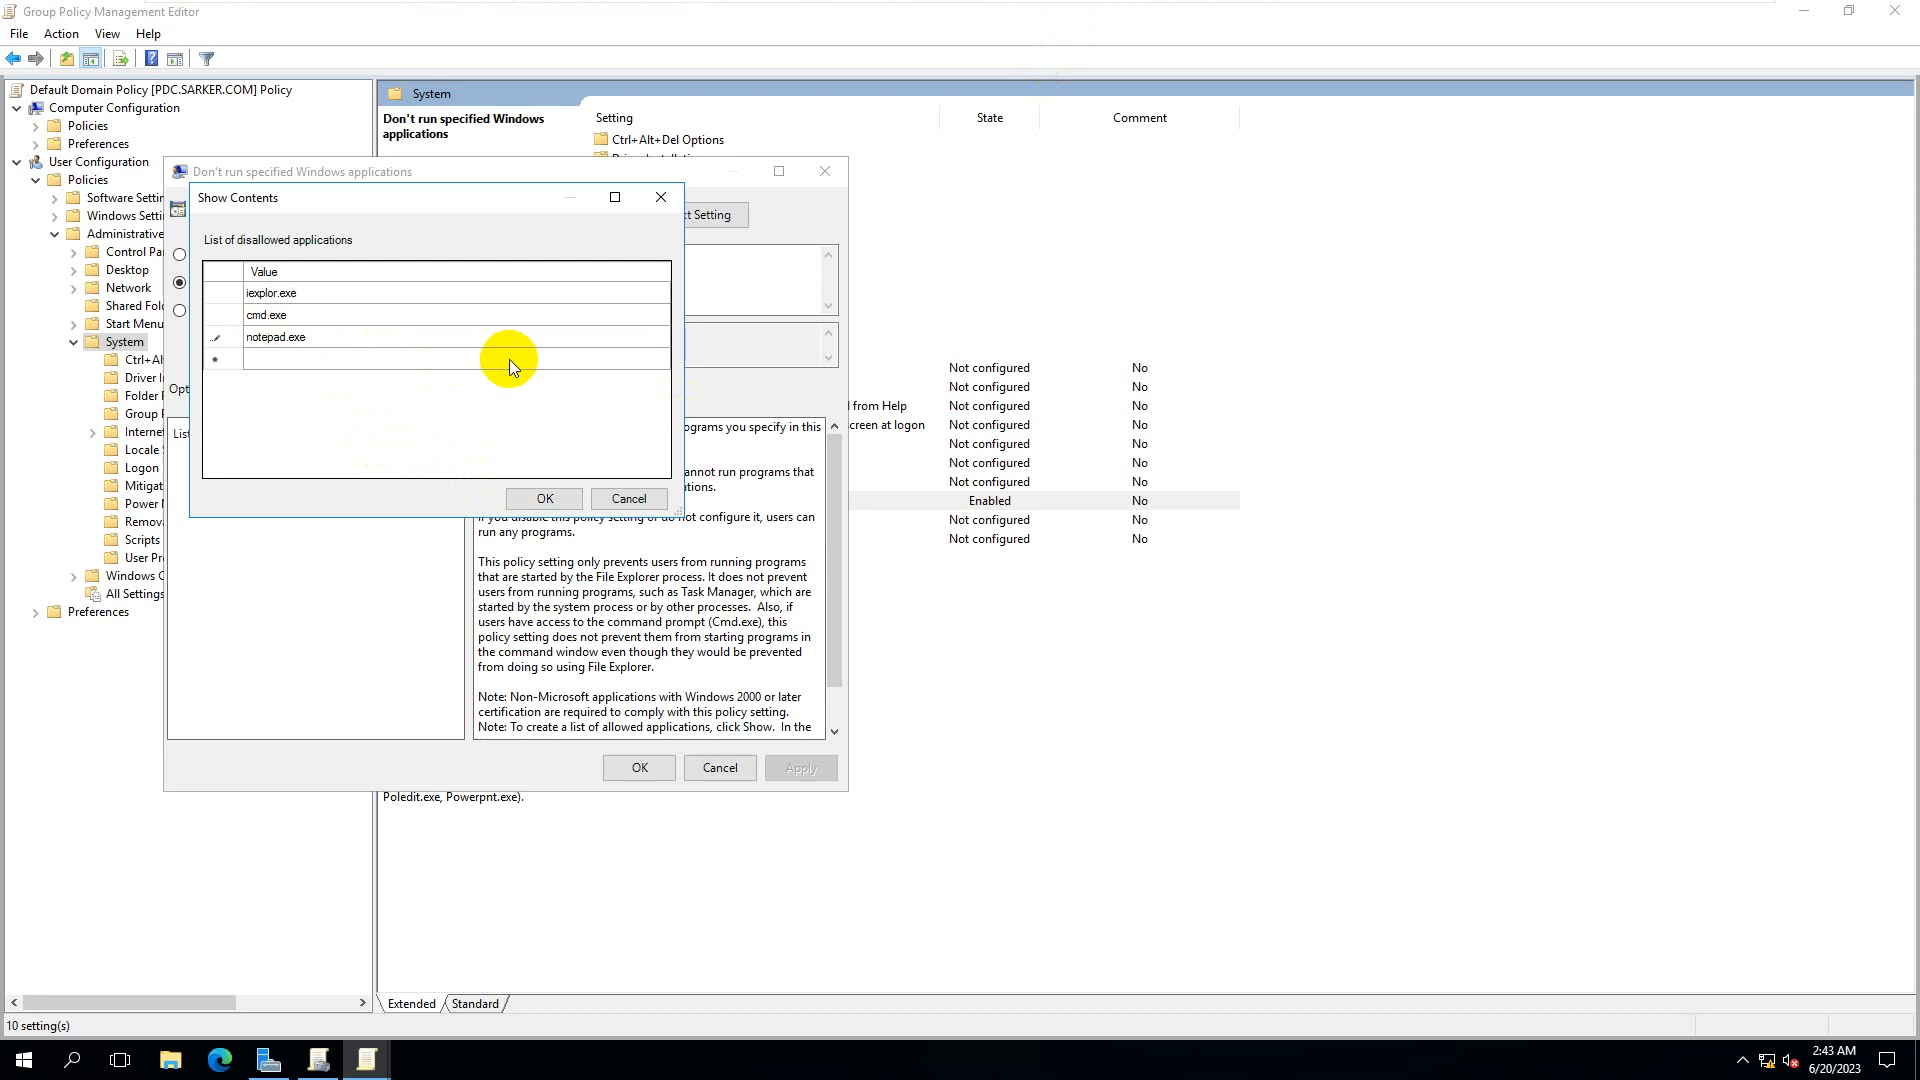 Group Policy Management Editor
File Action View Help
Default Domain Policy [PDC.SARKER.COM] Policy
Computer Configuration
Policies
Preferences
User Configuration
Policies
Software Settin
Windows Setti
Administrative
Control Pa
Desktop
Network
Shared Fol
Start Menu
System
Ctrl+Al
Driver I
Folder
Group P
Interne
Locale
Logon
Mitigat
Power
Remov
Scripts
User Pr
Windows C
All Settings
Preferences
System
Don't run specified Windows
applications
Setting State Comment
Ctrl+Alt+Del Options
Don't run specified Windows applications
Show Contents
t Setting
List of disallowed applications
Value
iexplor.exe
cmd.exe
notepad.exe
Opt
List
OK Cancel
ograms you specify in this
annot run programs that
tions.
If you disable this policy setting or do not configure it, users can
run any programs.
This policy setting only prevents users from running programs
that are started by the File Explorer process. It does not prevent
users from running programs, such as Task Manager, which are
started by the system process or by other processes. Also, if
users have access to the command prompt (Cmd.exe), this
policy setting does not prevent them from starting programs in
the command window even though they would be prevented
from doing so using File Explorer.
Note: Non-Microsoft applications with Windows 2000 or later
certification are required to comply with this policy setting.
Note: To create a list of allowed applications, click Show. In the
OK Cancel Apply
Not configured No
Not configured No
from Help Not configured No
creen at logon Not configured No
Not configured No
Not configured No
Not configured No
Enabled No
Not configured No
Not configured No
Poledit.exe, Powerpnt.exe).
Extended Standard
10 setting(s)
2:43 AM
6/20/2023